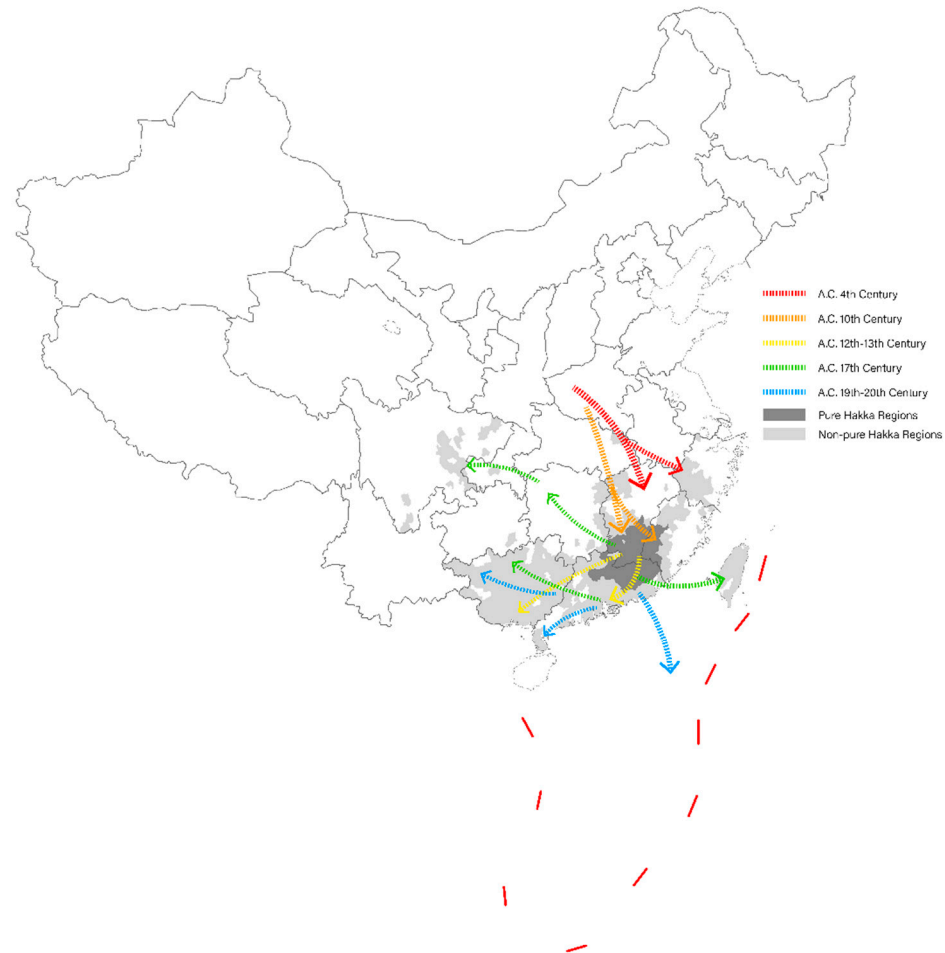 A.C. 4th Century
A.C. 10th Century
A.C. 12th-13th Century
A.C. 17th Century
A.C. 19th-20th Century
Pure Hakka Regions
Non-pure Hakka Regions